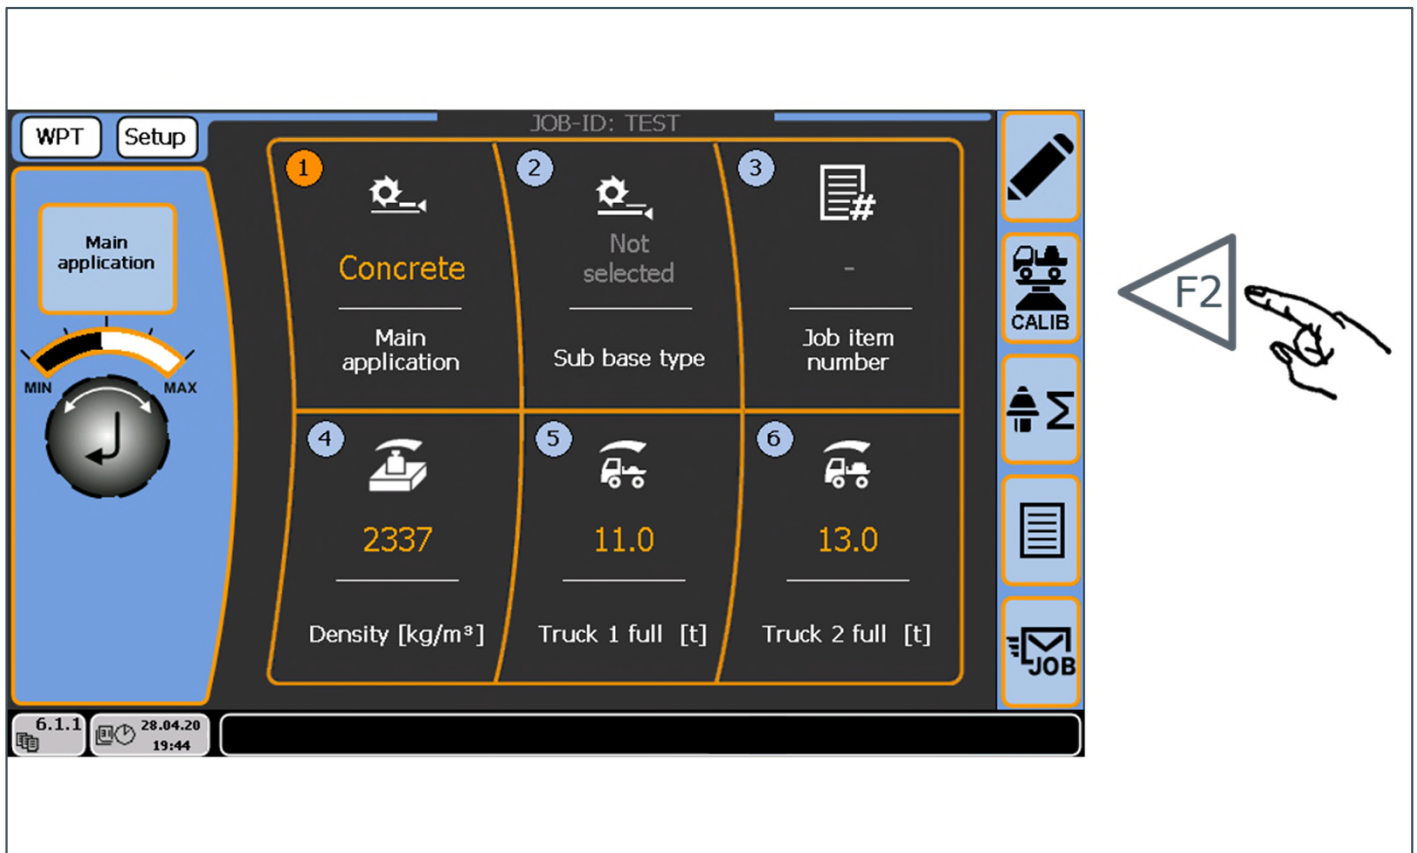 WPT
Setup
JOB-ID: TEST
Main
application
MIN
MAX
1
Concrete
Main
application
2
Not
selected
Sub base type
3
#
-
Job item
number
4
2337
Density [kg/m³]
5
11.0
Truck 1 full [t]
6
13.0
Truck 2 full [t]
CALIB
Σ
JOB
F2
6.1.1
31
28.04.20
19:44